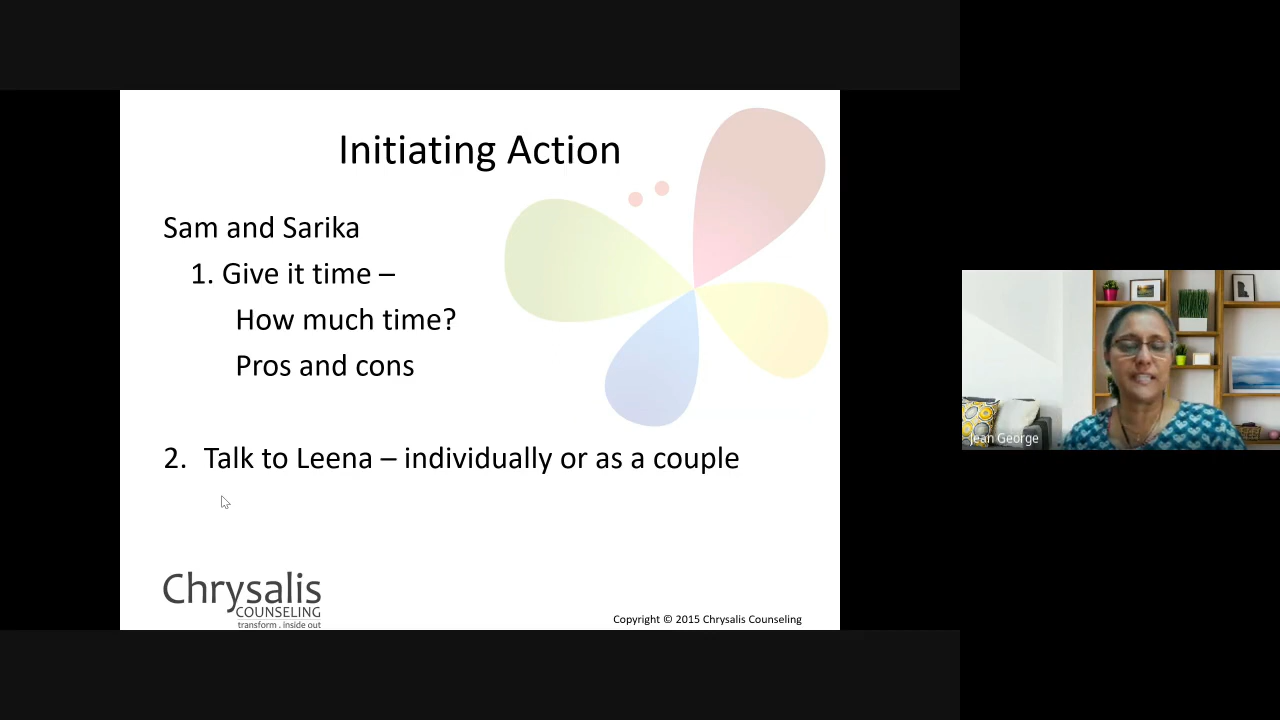 Initiating Action
Sam and Sarika
1. Give it time –
How much time?
Pros and cons
2. Talk to Leena – individually or as a couple
Chrysalis
COUNSELING
transform . inside out
Copyright © 2015 Chrysalis Counseling
Jean George